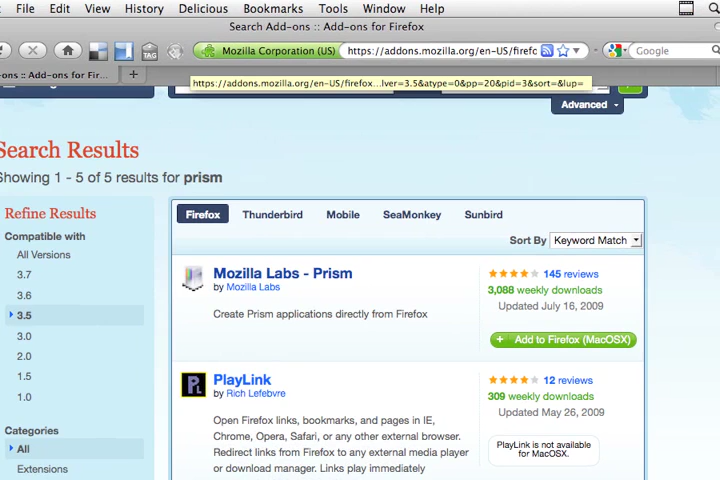 File Edit View History Delicious Bookmarks Tools Window Help
Search Add-ons :: Add-ons for Firefox
TAG Mozilla Corporation (US) https://addons.mozilla.org/en-US/firefo Google
ons :: Add-ons for Fir... +
https://addons.mozilla.org/en-US/firefox...lver=3.5&atype=0&pp=20&pid=3&sort=&lup=
Advanced
Search Results
Showing 1 - 5 of 5 results for prism
Refine Results
Compatible with
All Versions
3.7
3.6
3.5
3.0
2.0
1.5
1.0
Categories
All
Extensions
Firefox Thunderbird Mobile SeaMonkey Sunbird
Sort By Keyword Match
Mozilla Labs - Prism
by Mozilla Labs
Create Prism applications directly from Firefox
145 reviews
3,088 weekly downloads
Updated July 16, 2009
+ Add to Firefox (MacOSX)
PL
PlayLink
by Rich Lefebvre
Open Firefox links, bookmarks, and pages in IE,
Chrome, Opera, Safari, or any other external browser.
Redirect links from Firefox to any external media player
or download manager. Links play immediately
12 reviews
309 weekly downloads
Updated May 26, 2009
PlayLink is not available
for MacOSX.